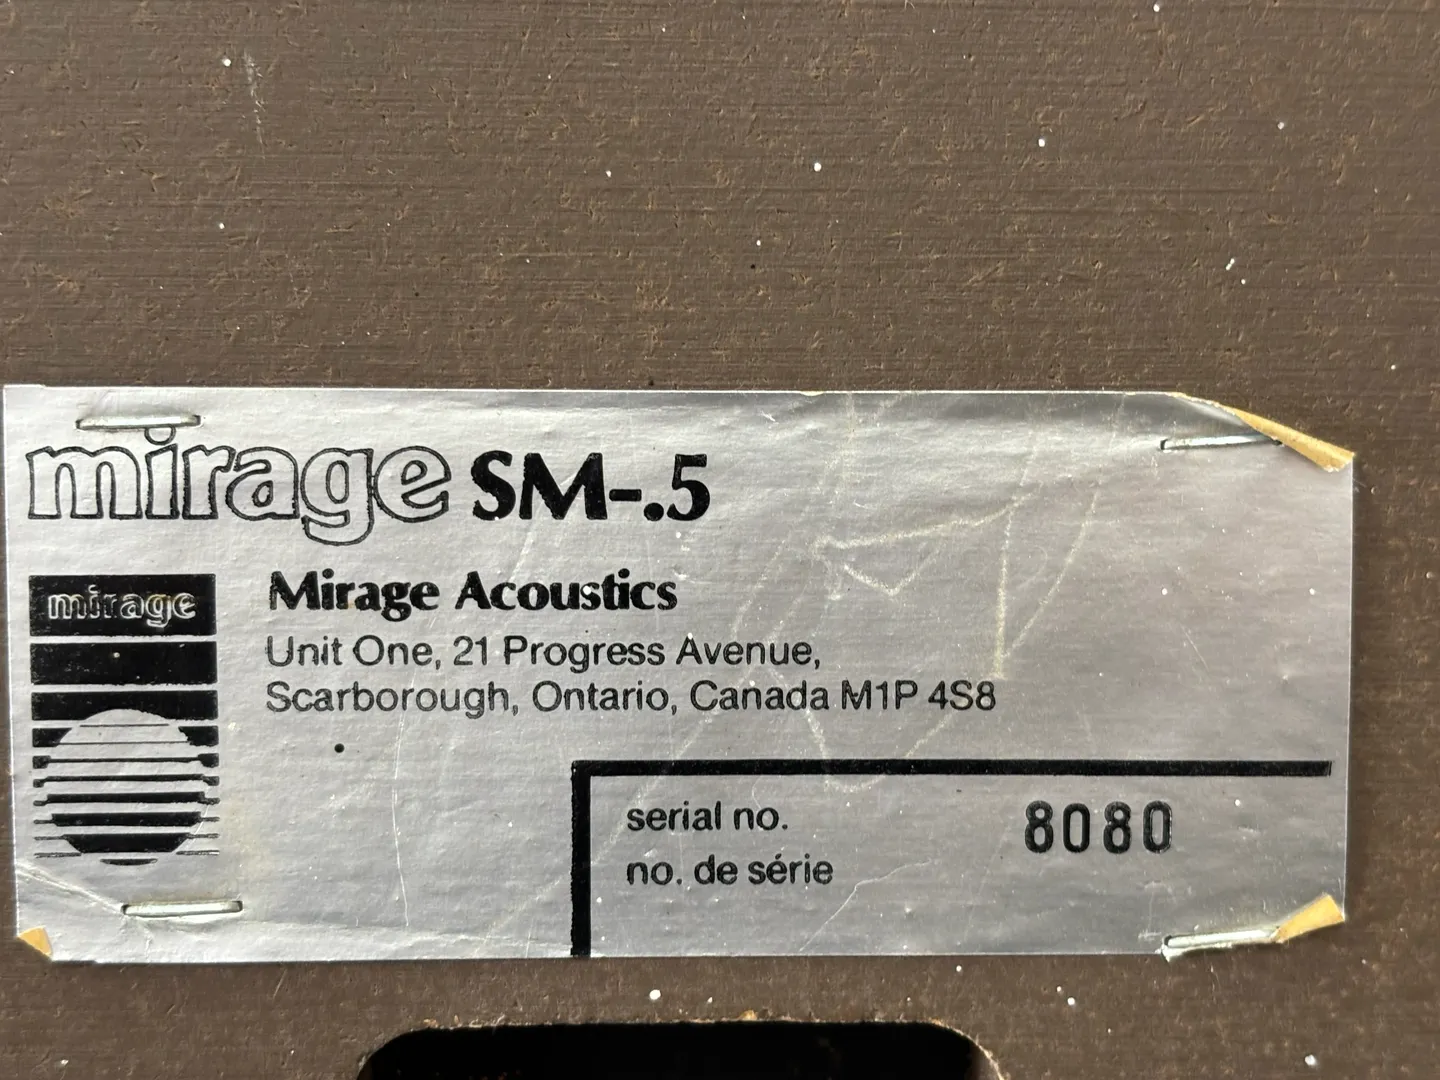 mirage SM-.5
mirage
Mirage Acoustics
Unit One, 21 Progress Avenue,
Scarborough, Ontario, Canada M1P 4S8
serial no. 8080
no. de série